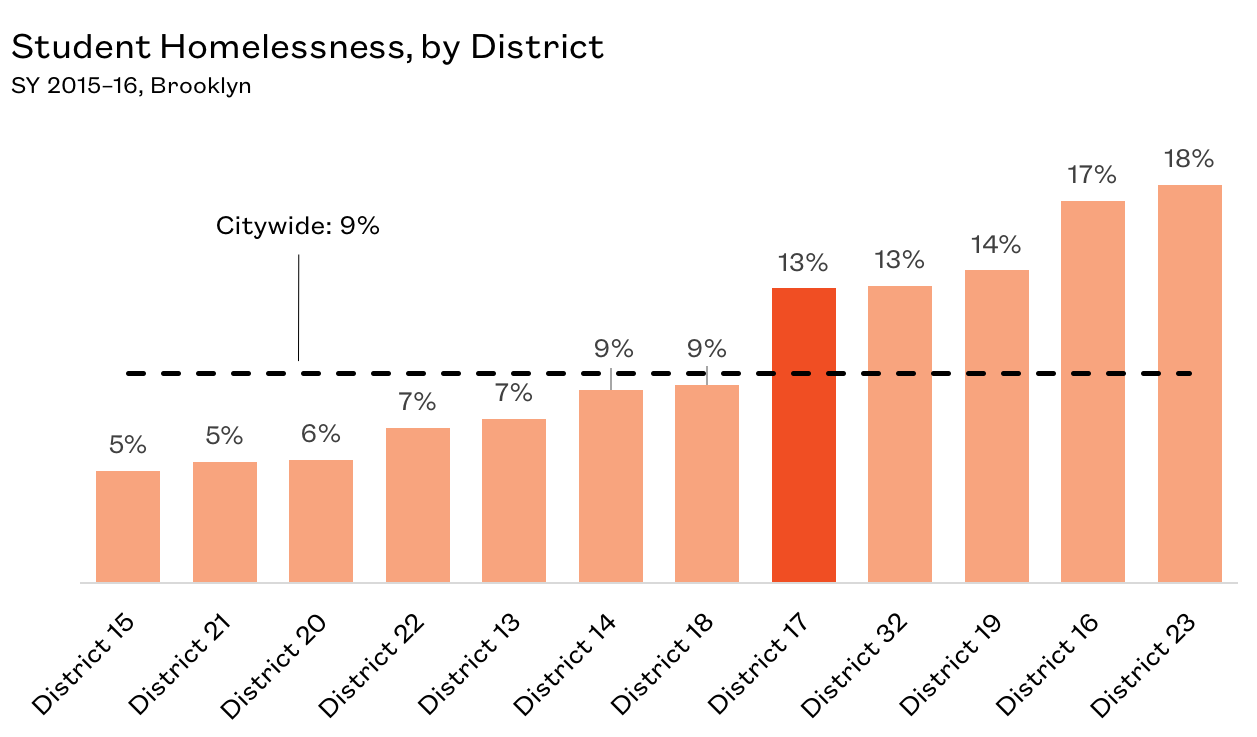 Student Homelessness, by District
SY 2015–16, Brooklyn
Citywide: 9%
5%
5%
6%
7%
7%
9%
9%
13%
13%
14%
17%
18%
District 15
District 21
District 20
District 22
District 13
District 14
District 18
District 17
District 32
District 19
District 16
District 23